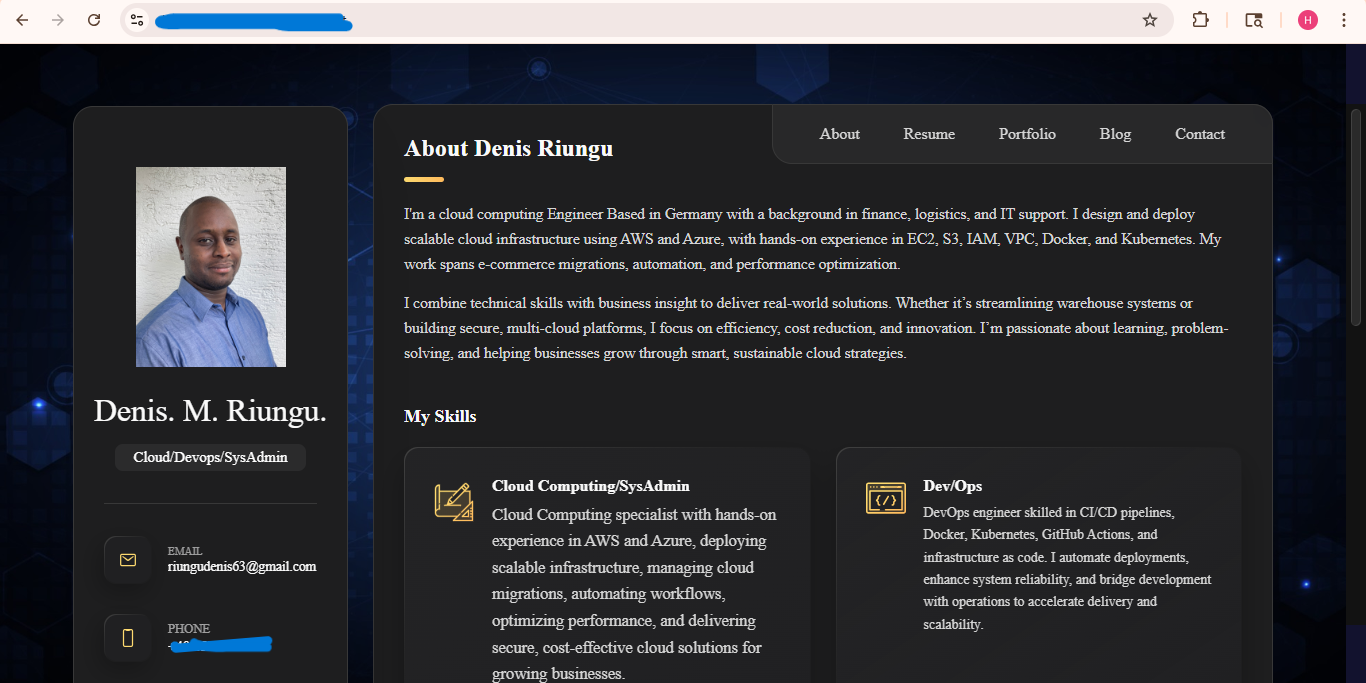 H
About
Resume
Portfolio
Blog
Contact
About Denis Riungu
I'm a cloud computing Engineer Based in Germany with a background in finance, logistics, and IT support. I design and deploy
scalable cloud infrastructure using AWS and Azure, with hands-on experience in EC2, S3, IAM, VPC, Docker, and Kubernetes. My
work spans e-commerce migrations, automation, and performance optimization.
I combine technical skills with business insight to deliver real-world solutions. Whether it’s streamlining warehouse systems or
building secure, multi-cloud platforms, I focus on efficiency, cost reduction, and innovation. I’m passionate about learning, problem-
solving, and helping businesses grow through smart, sustainable cloud strategies.
Denis. M. Riungu.
Cloud/Devops/SysAdmin
EMAIL
riungudenis63@gmail.com
PHONE
My Skills
Cloud Computing/SysAdmin
Cloud Computing specialist with hands-on
experience in AWS and Azure, deploying
scalable infrastructure, managing cloud
migrations, automating workflows,
optimizing performance, and delivering
secure, cost-effective cloud solutions for
growing businesses.
Dev/Ops
DevOps engineer skilled in CI/CD pipelines,
Docker, Kubernetes, GitHub Actions, and
infrastructure as code. I automate deployments,
enhance system reliability, and bridge development
with operations to accelerate delivery and
scalability.